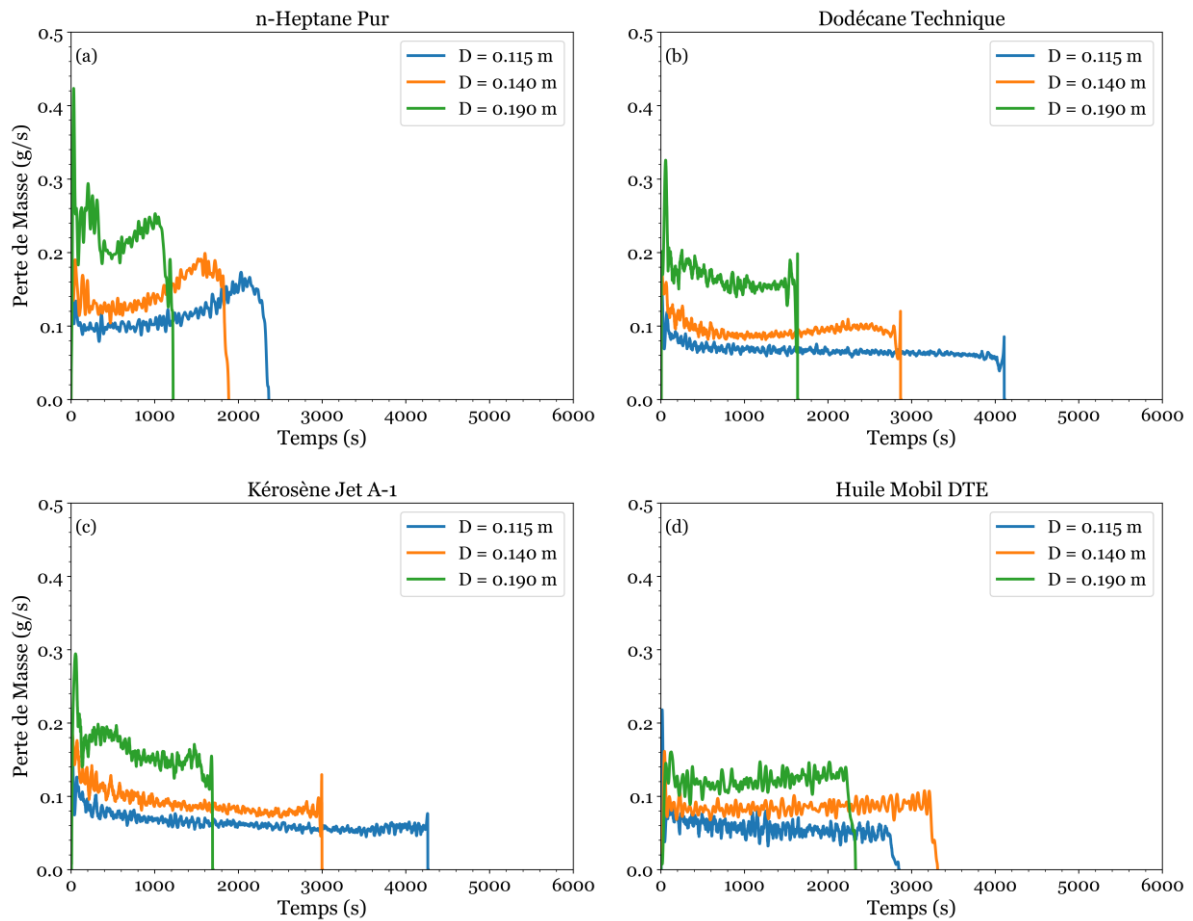 n-Heptane Pur
(a)
D = 0.115 m
D = 0.140 m
D = 0.190 m
Perte de Masse (g/s)
0.5
0.4
0.3
0.2
0.1
0.0
0 1000 2000 3000 4000 5000 6000
Temps (s)
Dodécane Technique
(b)
D = 0.115 m
D = 0.140 m
D = 0.190 m
0.5
0.4
0.3
0.2
0.1
0.0
0 1000 2000 3000 4000 5000 6000
Temps (s)
Kérosène Jet A-1
(c)
D = 0.115 m
D = 0.140 m
D = 0.190 m
Perte de Masse (g/s)
0.5
0.4
0.3
0.2
0.1
0.0
0 1000 2000 3000 4000 5000 6000
Temps (s)
Huile Mobil DTE
(d)
D = 0.115 m
D = 0.140 m
D = 0.190 m
0.5
0.4
0.3
0.2
0.1
0.0
0 1000 2000 3000 4000 5000 6000
Temps (s)